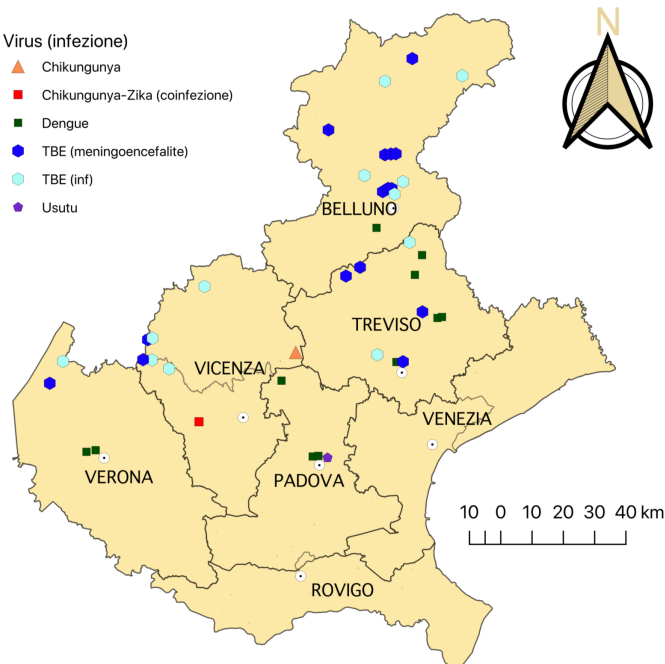 N
Virus (infezione)
Chikungunya
Chikungunya-Zika (coinfezione)
Dengue
TBE (meningoencefalite)
TBE (inf)
Usutu
BELLUNO
TREVISO
VICENZA
VENEZIA
VERONA
PADOVA
10 0 10 20 30 40 km
ROVIGO